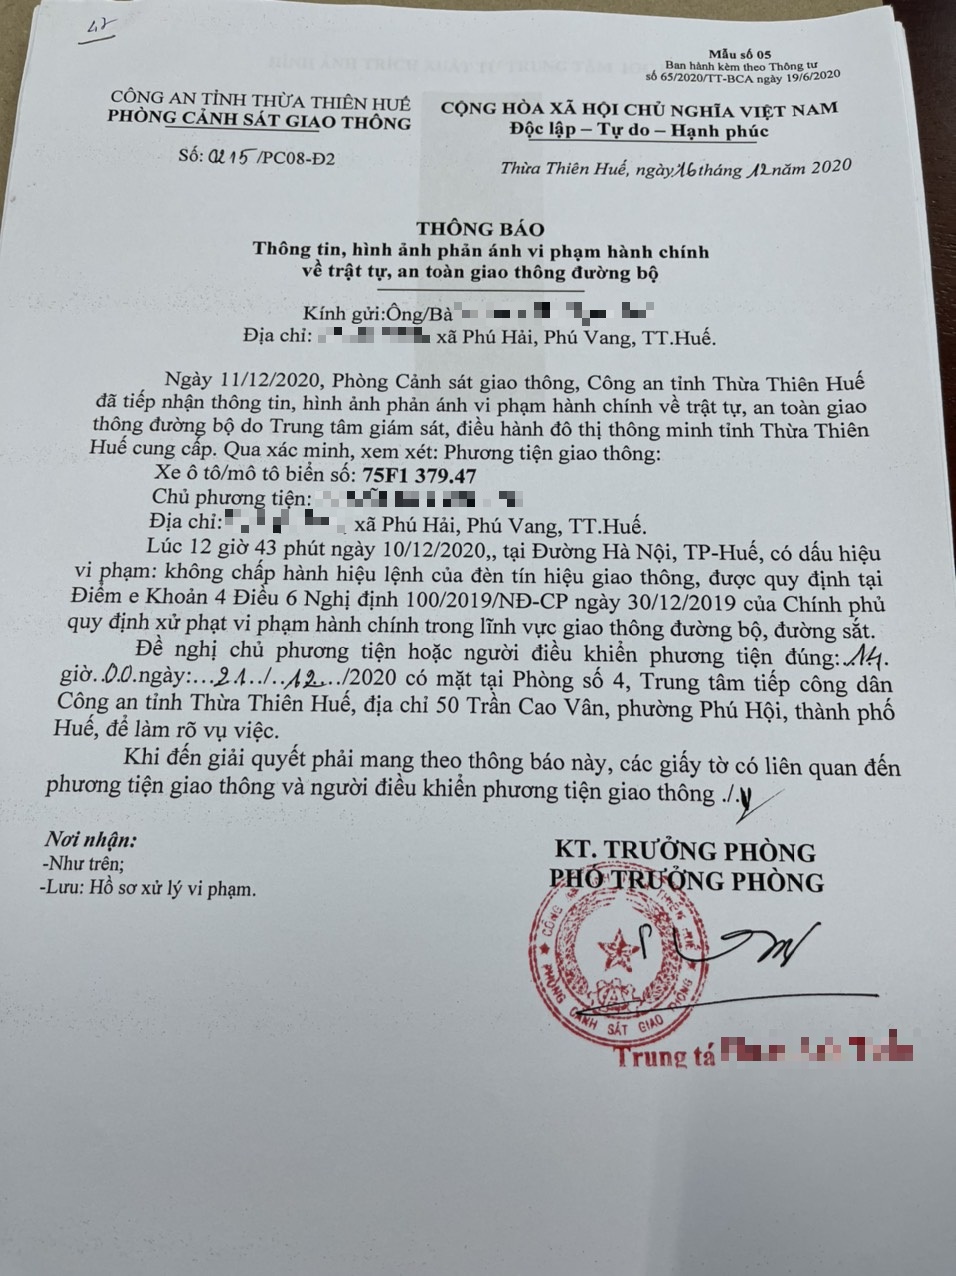 42
Mẫu số 05
Ban hành kèm theo Thông tư
số 65/2020/TT-BCA ngày 19/6/2020
CÔNG AN TỈNH THỪA THIÊN HUẾ
PHÒNG CẢNH SÁT GIAO THÔNG
CỘNG HÒA XÃ HỘI CHỦ NGHĨA VIỆT NAM
Độc lập – Tự do – Hạnh phúc
Số: 0215/PC08-Đ2
Thừa Thiên Huế, ngày 16 tháng 12 năm 2020
THÔNG BÁO
Thông tin, hình ảnh phản ánh vi phạm hành chính
về trật tự, an toàn giao thông đường bộ
Kính gửi:Ông/Bà
Địa chỉ: xã Phú Hải, Phú Vang, TT.Huế.
Ngày 11/12/2020, Phòng Cảnh sát giao thông, Công an tỉnh Thừa Thiên Huế
đã tiếp nhận thông tin, hình ảnh phản ánh vi phạm hành chính về trật tự, an toàn giao
thông đường bộ do Trung tâm giám sát, điều hành đô thị thông minh tỉnh Thừa Thiên
Huế cung cấp. Qua xác minh, xem xét: Phương tiện giao thông:
Xe ô tô/mô tô biển số: 75F1 379.47
Chủ phương tiện:
Địa chỉ: xã Phú Hải, Phú Vang, TT.Huế.
Lúc 12 giờ 43 phút ngày 10/12/2020,, tại Đường Hà Nội, TP-Huế, có dấu hiệu
vi phạm: không chấp hành hiệu lệnh của đèn tín hiệu giao thông, được quy định tại
Điểm e Khoản 4 Điều 6 Nghị định 100/2019/NĐ-CP ngày 30/12/2019 của Chính phủ
quy định xử phạt vi phạm hành chính trong lĩnh vực giao thông đường bộ, đường sắt.
Đề nghị chủ phương tiện hoặc người điều khiển phương tiện đúng:.14.
giờ..00.ngày:...21../..12../2020 có mặt tại Phòng số 4, Trung tâm tiếp công dân
Công an tỉnh Thừa Thiên Huế, địa chỉ 50 Trần Cao Vân, phường Phú Hội, thành phố
Huế, để làm rõ vụ việc.
Khi đến giải quyết phải mang theo thông báo này, các giấy tờ có liên quan đến
phương tiện giao thông và người điều khiển phương tiện giao thông ./.
Nơi nhận:
-Như trên;
-Lưu: Hồ sơ xử lý vi phạm.
KT. TRƯỞNG PHÒNG
PHÓ TRƯỞNG PHÒNG
PHÒNG CẢNH SÁT GIAO THÔNG
Trung tá